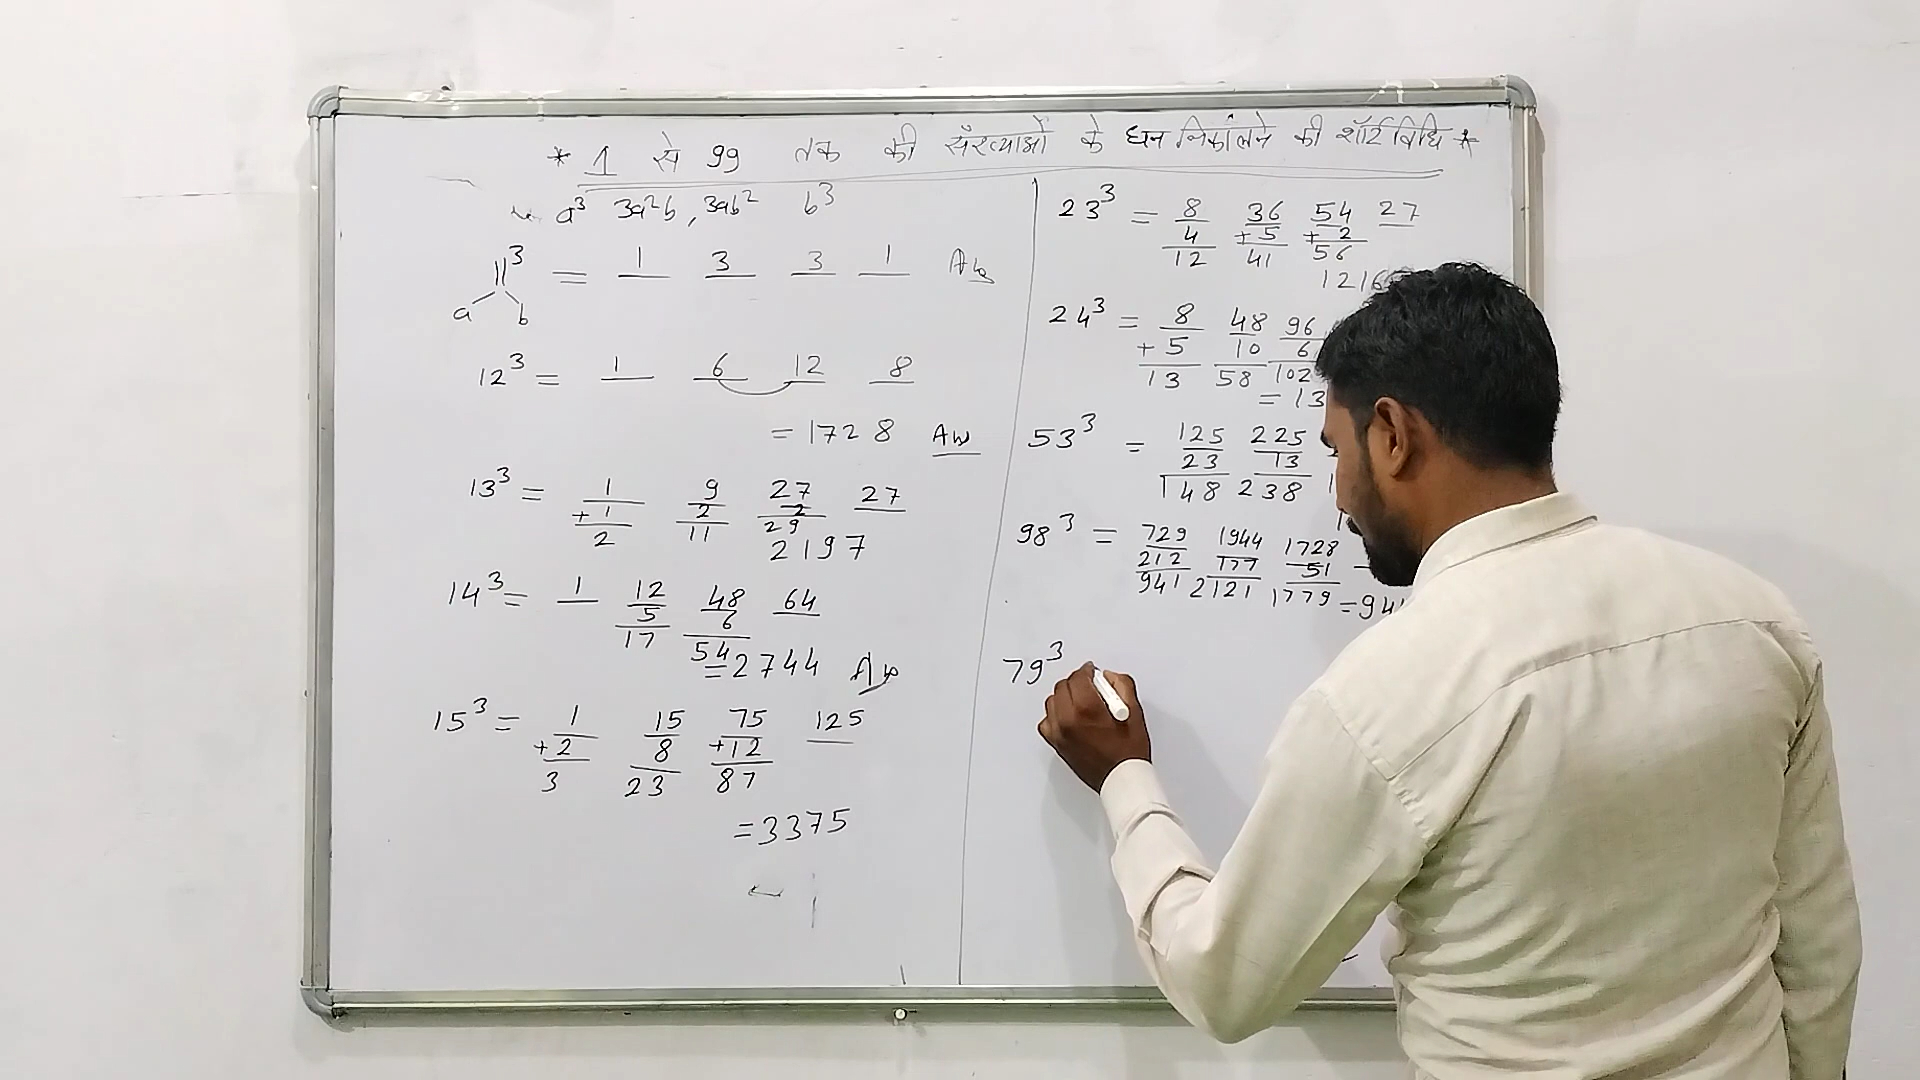 * 1 से 99 तक की संख्याओं के घन निकालने की शॉर्ट विधि *
a³ 3a²b, 3ab² b³
11³ = 1 3 3 1 Ans
a b
12³ = 1 6 12 8
= 1728 Ans
13³ = 1 9 27 27
+1 2 2
2 11 29
2197
14³ = 1 12 48 64
5 6
17 54
= 2744 Ans
15³ = 1 15 75 125
+2 8 +12
3 23 87
= 3375
23³ = 8 36 54 27
4 +5 +2
12 41 56
1216
24³ = 8 48 96
+5 10 6
13 58 102
= 13
53³ = 125 225
23 13
148 238 1
98³ = 729 1944 1728
212 177 51
941 2121 1779 = 941
79³